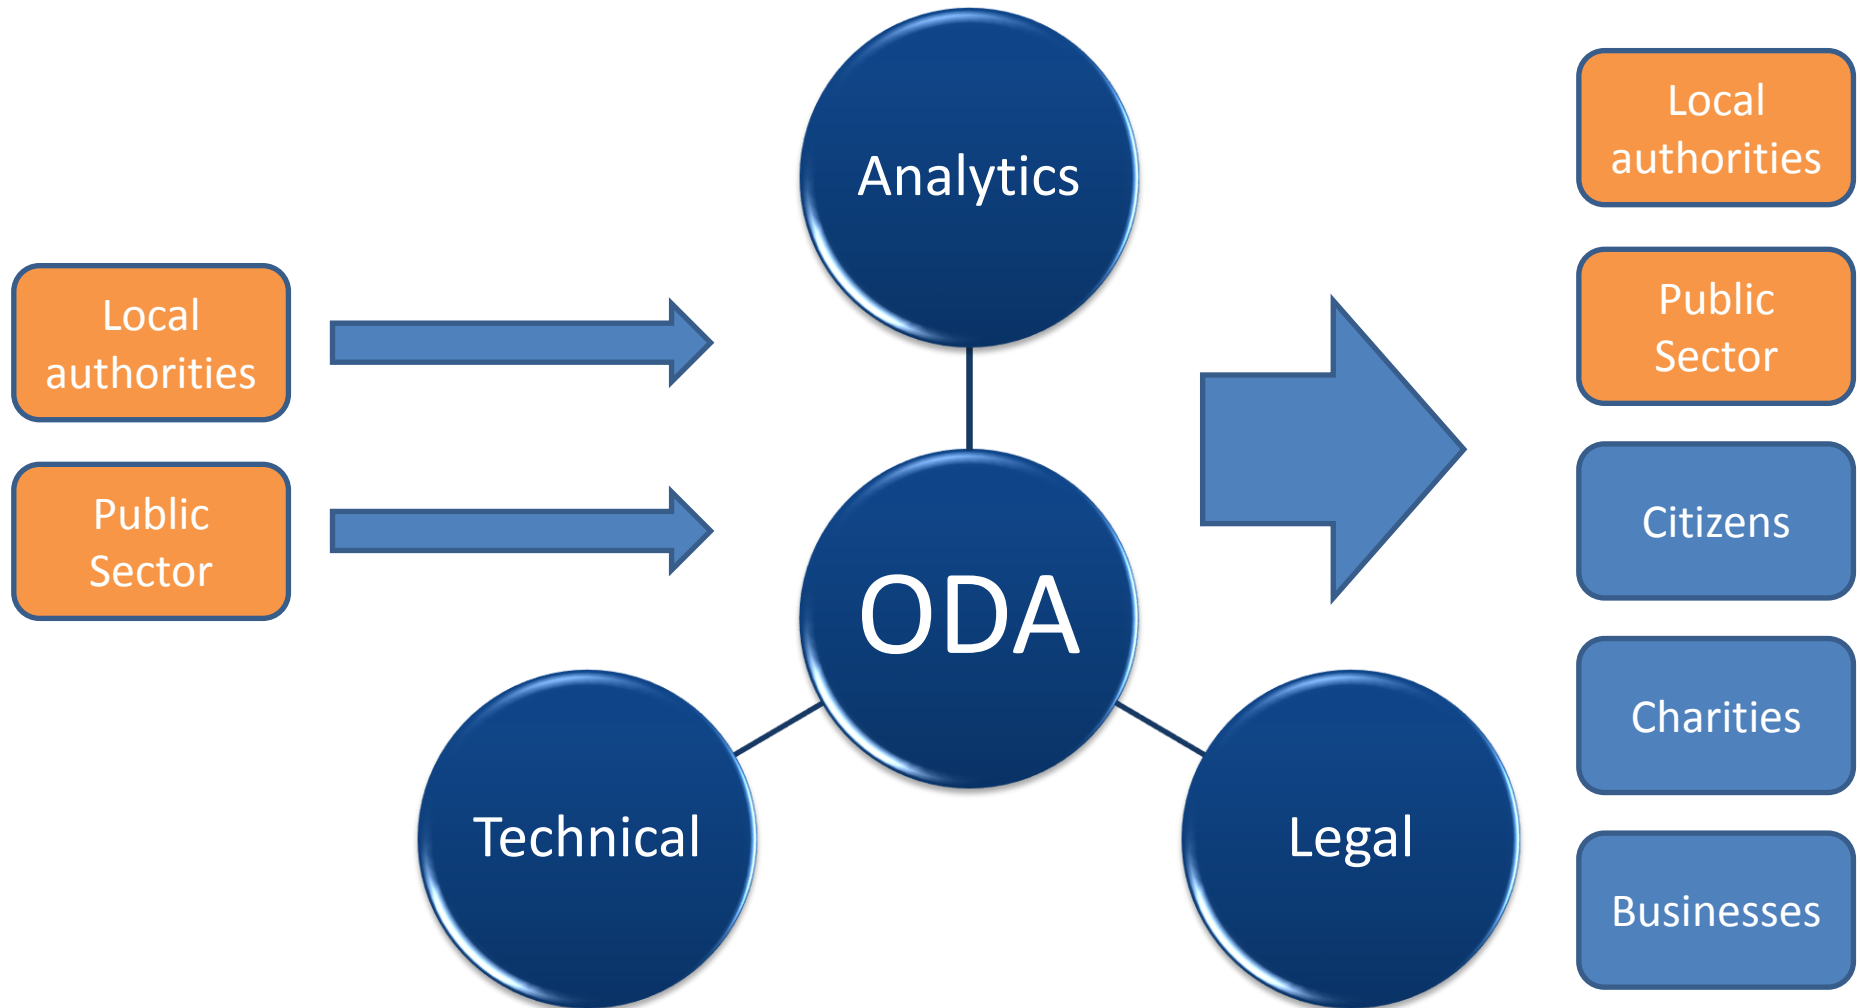 Local
authorities
Public
Sector
Analytics
ODA
Technical
Legal
Local
authorities
Public
Sector
Citizens
Charities
Businesses